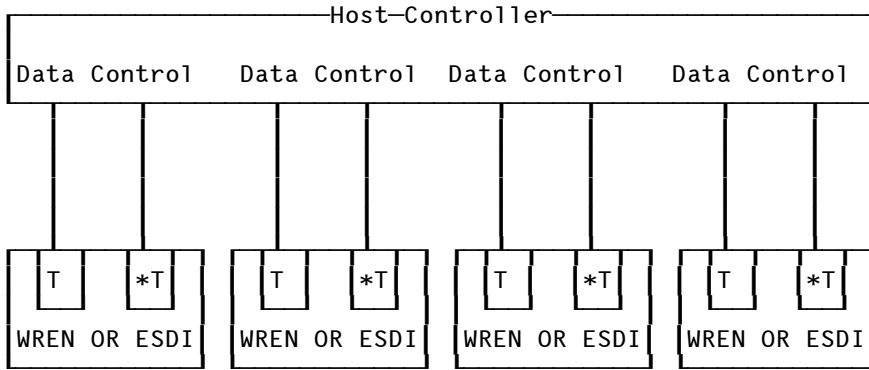 Host Controller
Data Control Data Control Data Control Data Control
T *T T *T T *T T *T
WREN OR ESDI WREN OR ESDI WREN OR ESDI WREN OR ESDI